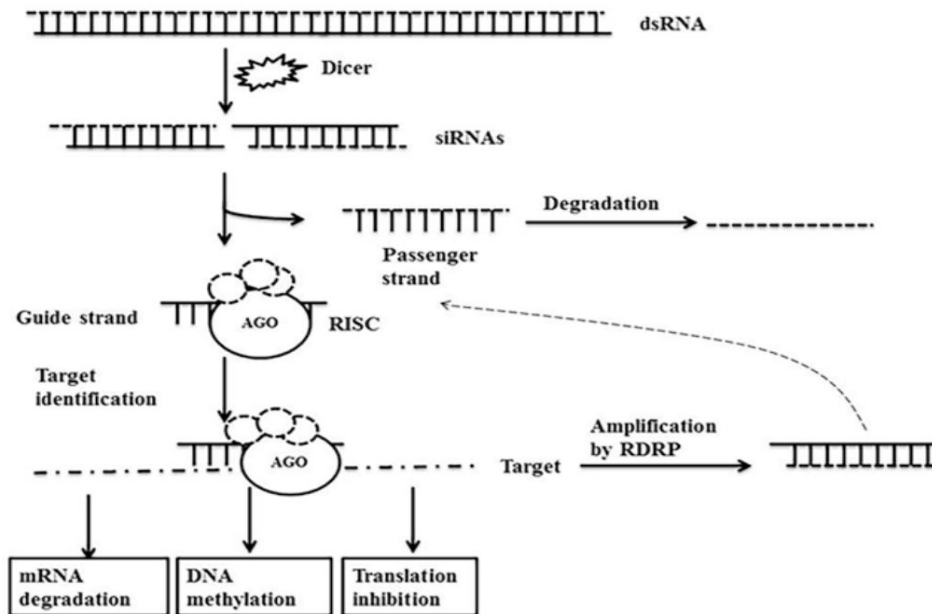 dsRNA
Dicer
siRNAs
Degradation
Passenger
strand
Guide strand
AGO
RISC
Target
identification
AGO
Target
Amplification
by RDRP
mRNA
degradation
DNA
methylation
Translation
inhibition